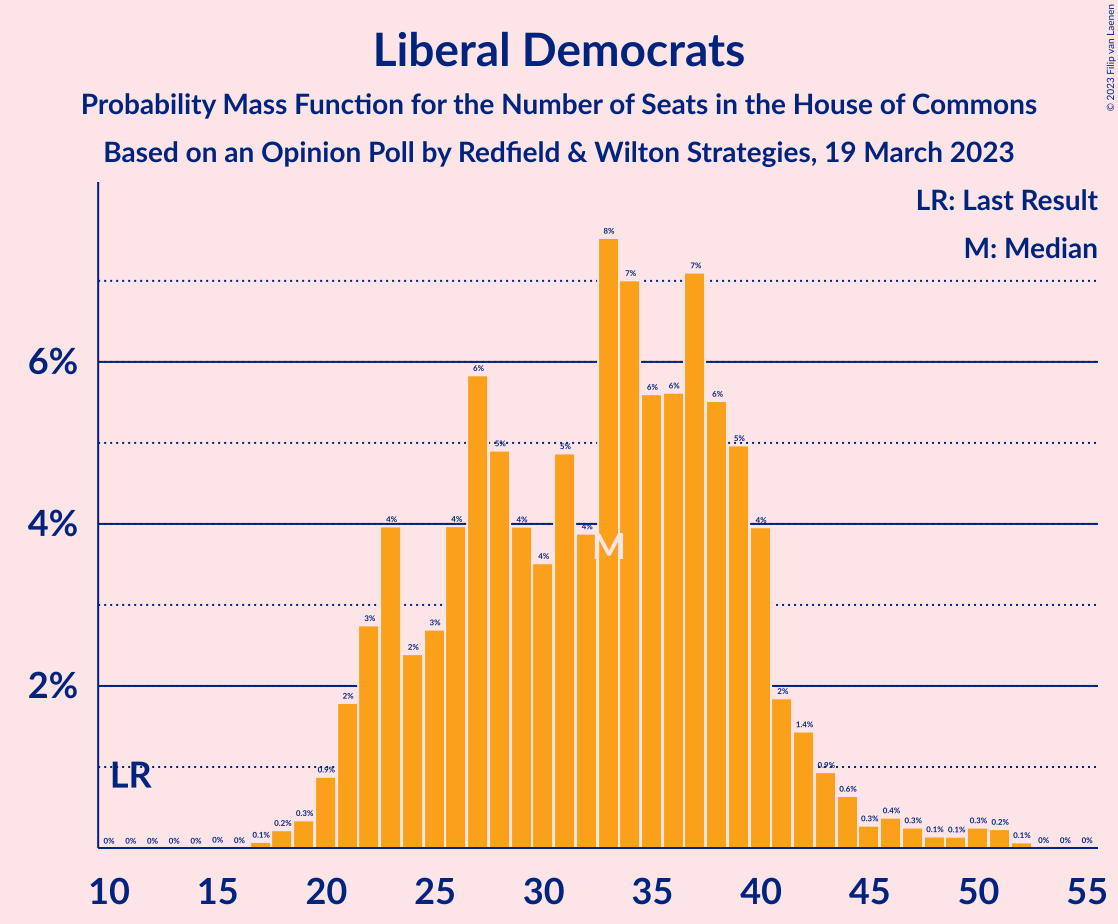 Liberal Democrats
Probability Mass Function for the Number of Seats in the House of Commons
Based on an Opinion Poll by Redfield & Wilton Strategies, 19 March 2023
© 2023 Filip van Laenen
LR: Last Result
M: Median
6%
4%
2%
LR
M
0% 0% 0% 0% 0% 0% 0% 0.1% 0.2% 0.3% 0.9% 2% 3% 4% 2% 3% 4% 6% 5% 4% 4% 5% 4% 8% 7% 6% 6% 7% 6% 5% 4% 2% 1.4% 0.9% 0.6% 0.3% 0.4% 0.3% 0.1% 0.1% 0.3% 0.2% 0.1% 0% 0% 0%
10 15 20 25 30 35 40 45 50 55